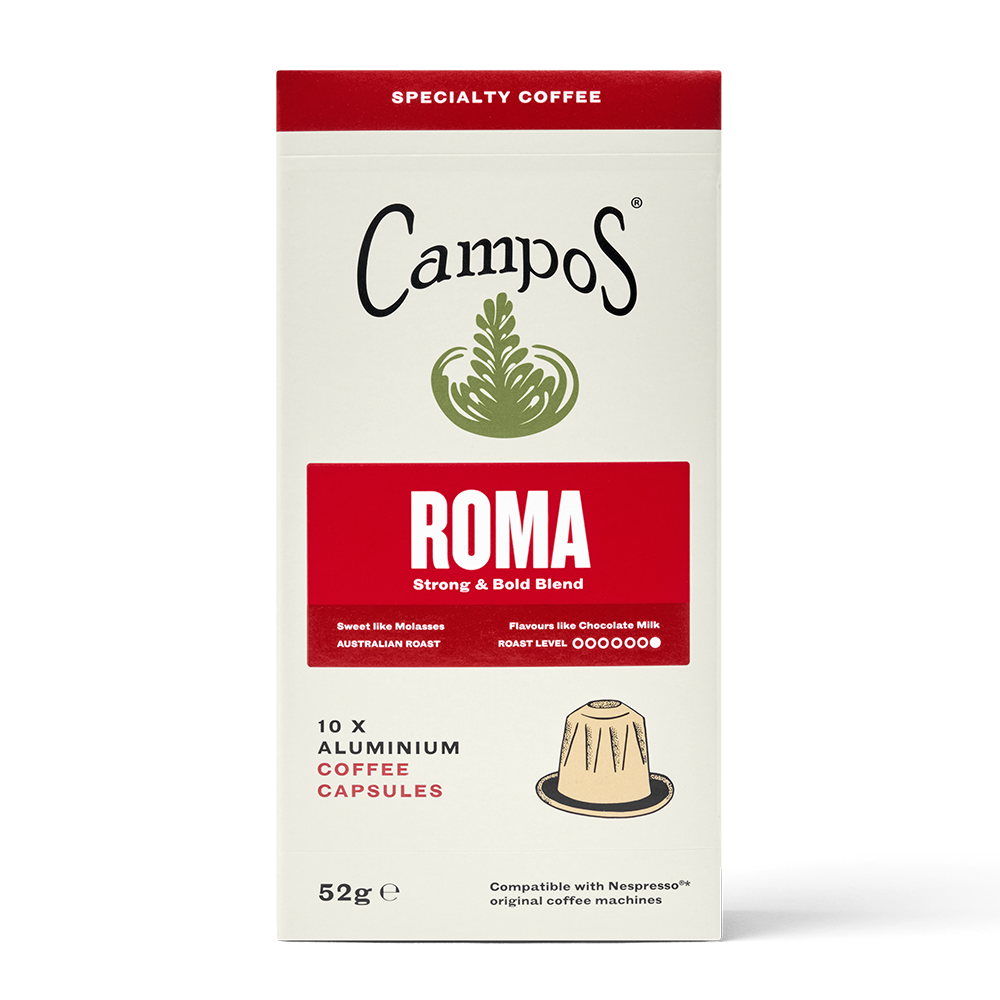 SPECIALTY COFFEE
CampoS®
ROMA
Strong & Bold Blend
Sweet like Molasses
Flavours like Chocolate Milk
AUSTRALIAN ROAST
ROAST LEVEL
10 X
ALUMINIUM
COFFEE
CAPSULES
52g ℮
Compatible with Nespresso®*
original coffee machines